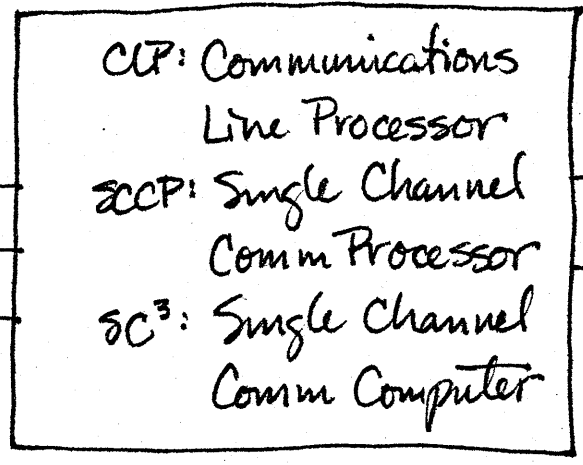 CLP: Communications
Line Processor
SCCP: Single Channel
Comm Processor
SC³: Single Channel
Comm Computer